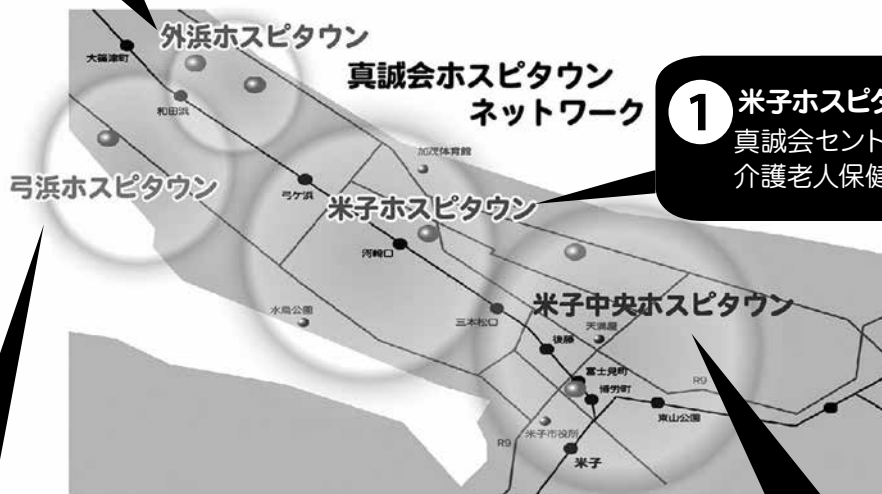 外浜ホスピタウン
大篠津町
真誠会ホスピタウン
ネットワーク
和田浜
1
米子ホスピタ
真誠会セント
介護老人保健
加茂体育館
弓浜ホスピタウン
弓ヶ浜
米子ホスピタウン
河崎口
水鳥公園
三本松口
米子中央ホスピタウン
天満屋
後藤
富士見町
博労町
R9
東山公園
米子市役所
R9
米子